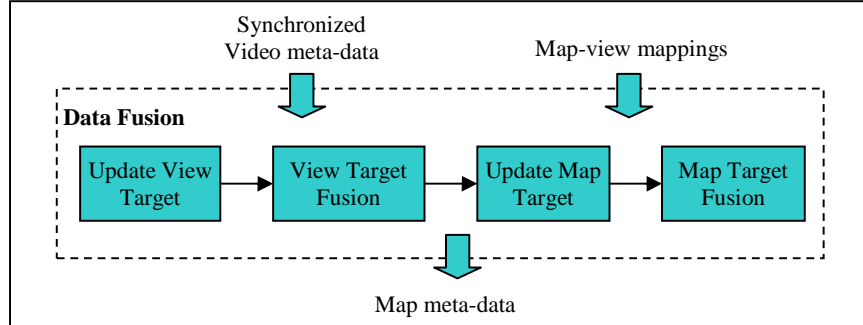 Synchronized
Video meta-data
Map-view mappings
Data Fusion
Update View
Target
View Target
Fusion
Update Map
Target
Map Target
Fusion
Map meta-data